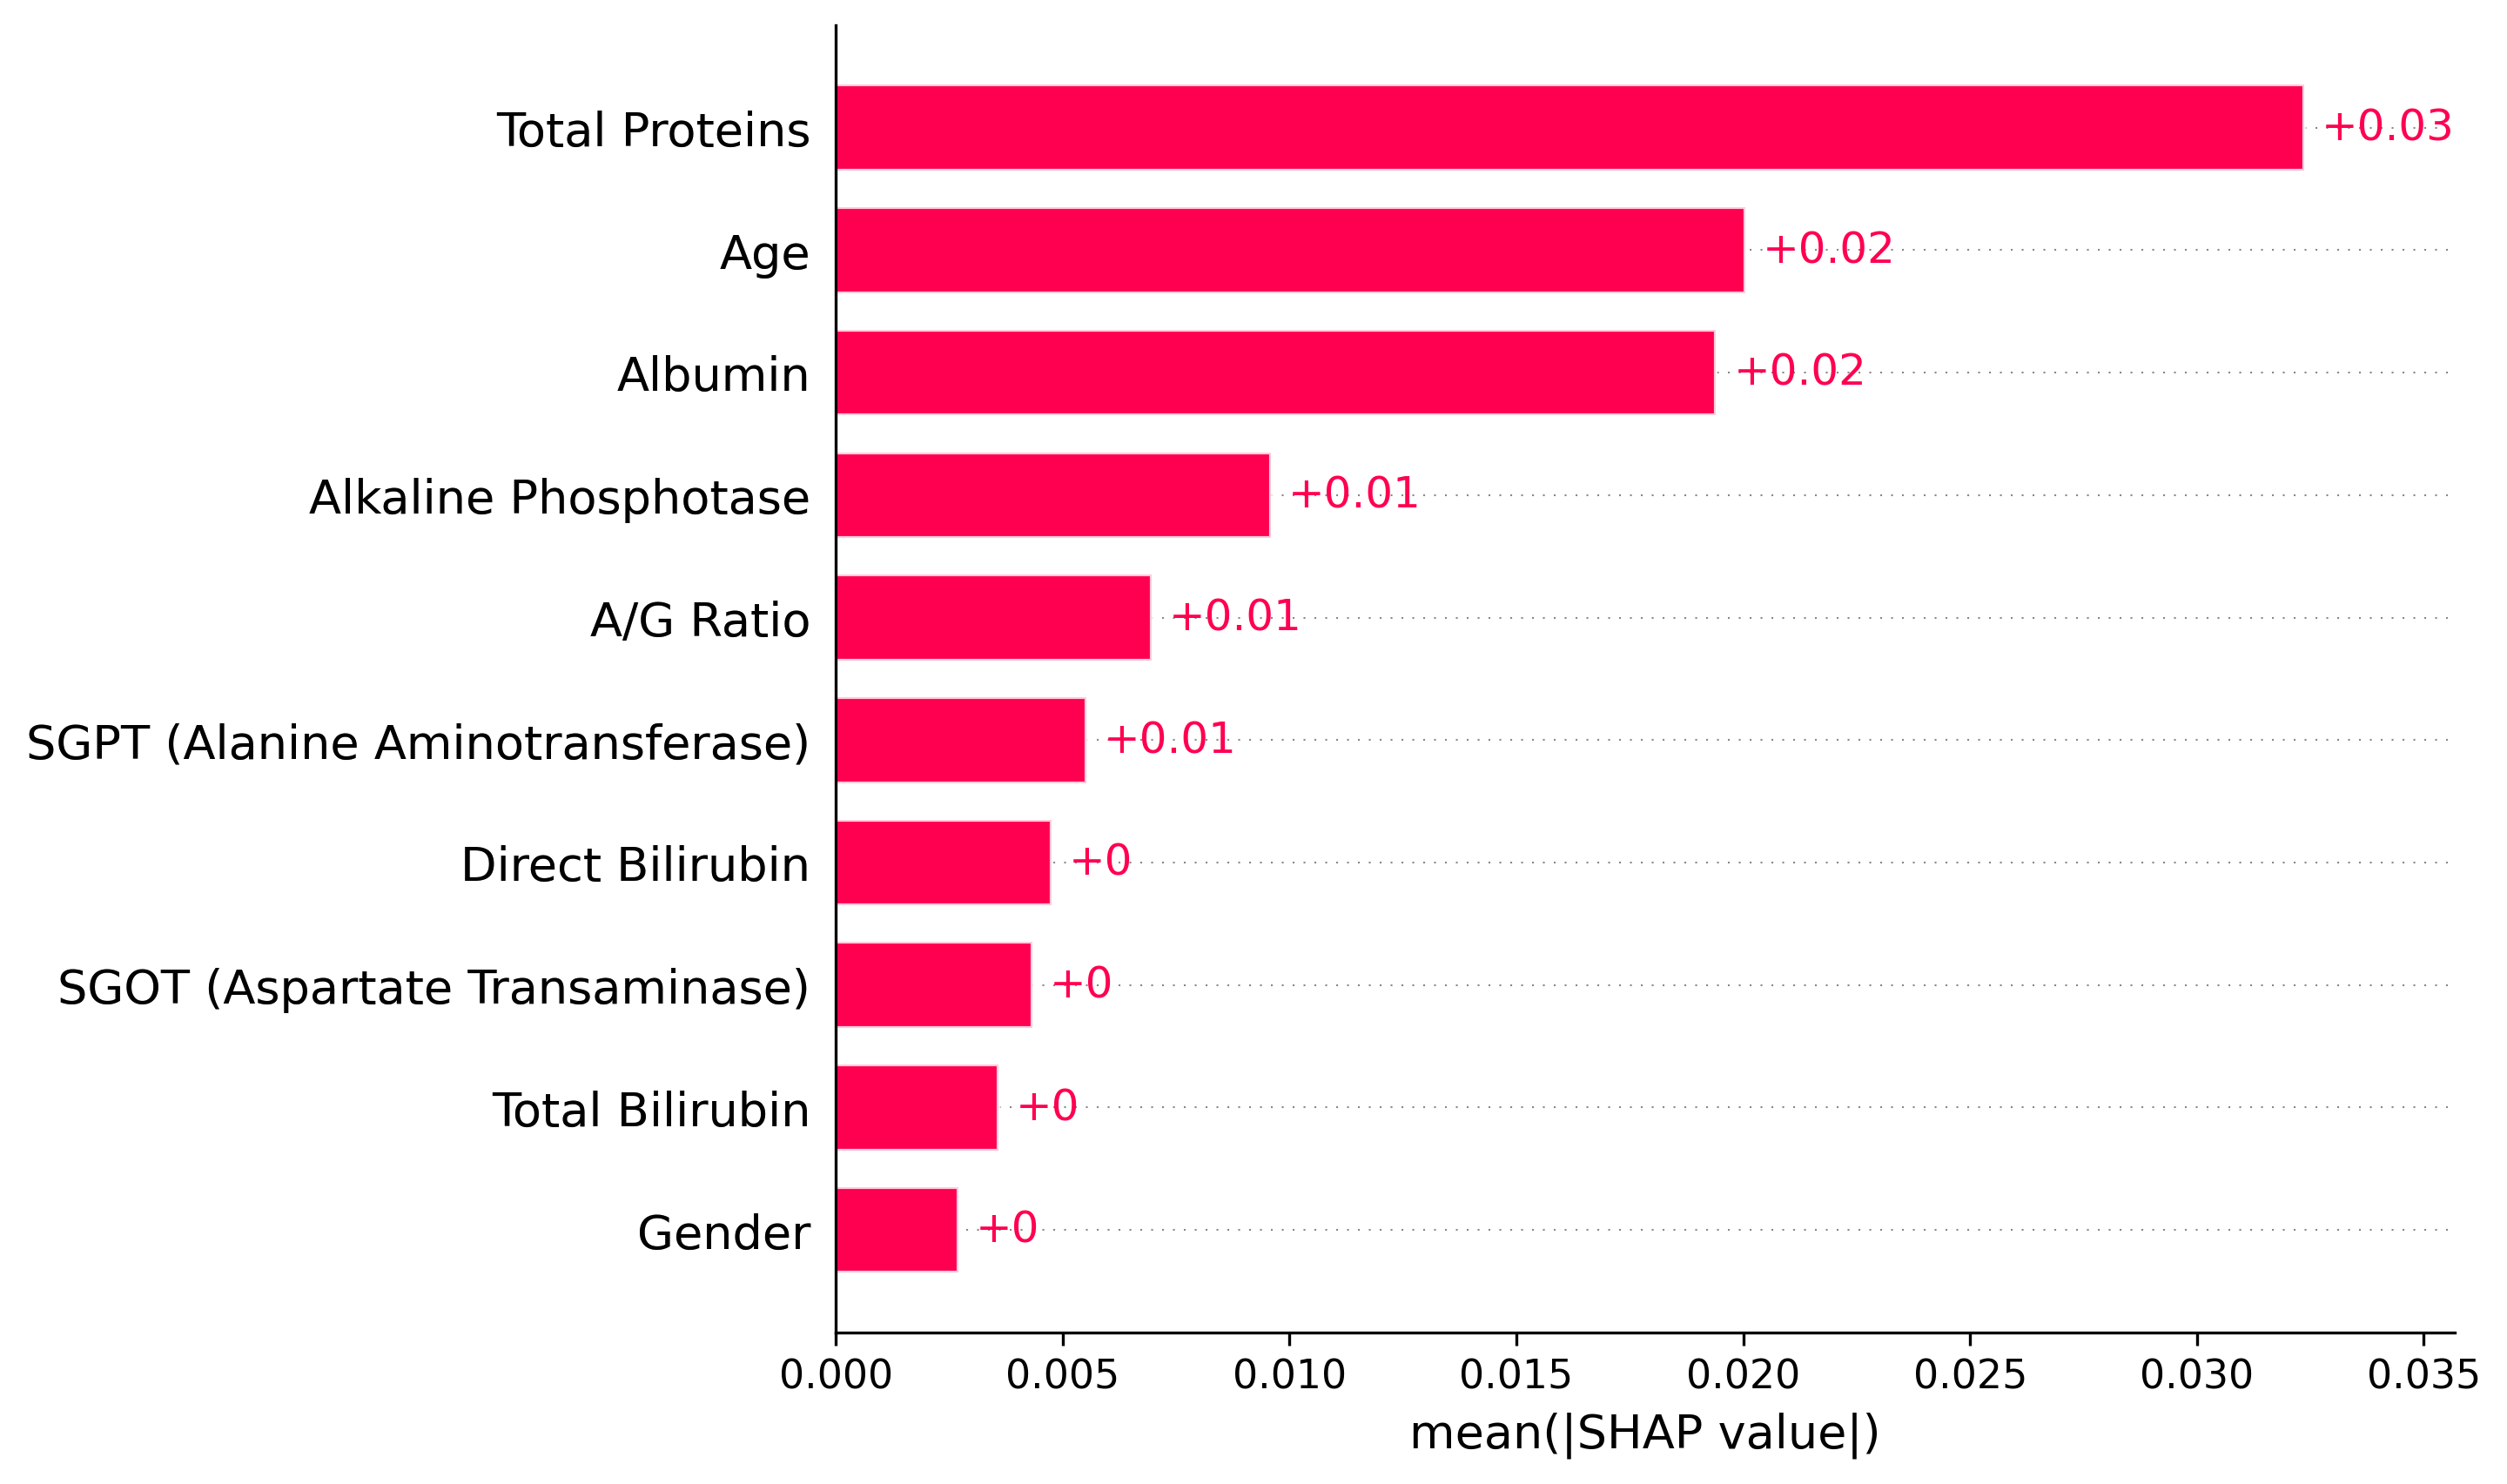 Total Proteins +0.03
Age +0.02
Albumin +0.02
Alkaline Phosphotase +0.01
A/G Ratio +0.01
SGPT (Alanine Aminotransferase) +0.01
Direct Bilirubin +0
SGOT (Aspartate Transaminase) +0
Total Bilirubin +0
Gender +0
0.000 0.005 0.010 0.015 0.020 0.025 0.030 0.035
mean(|SHAP value|)